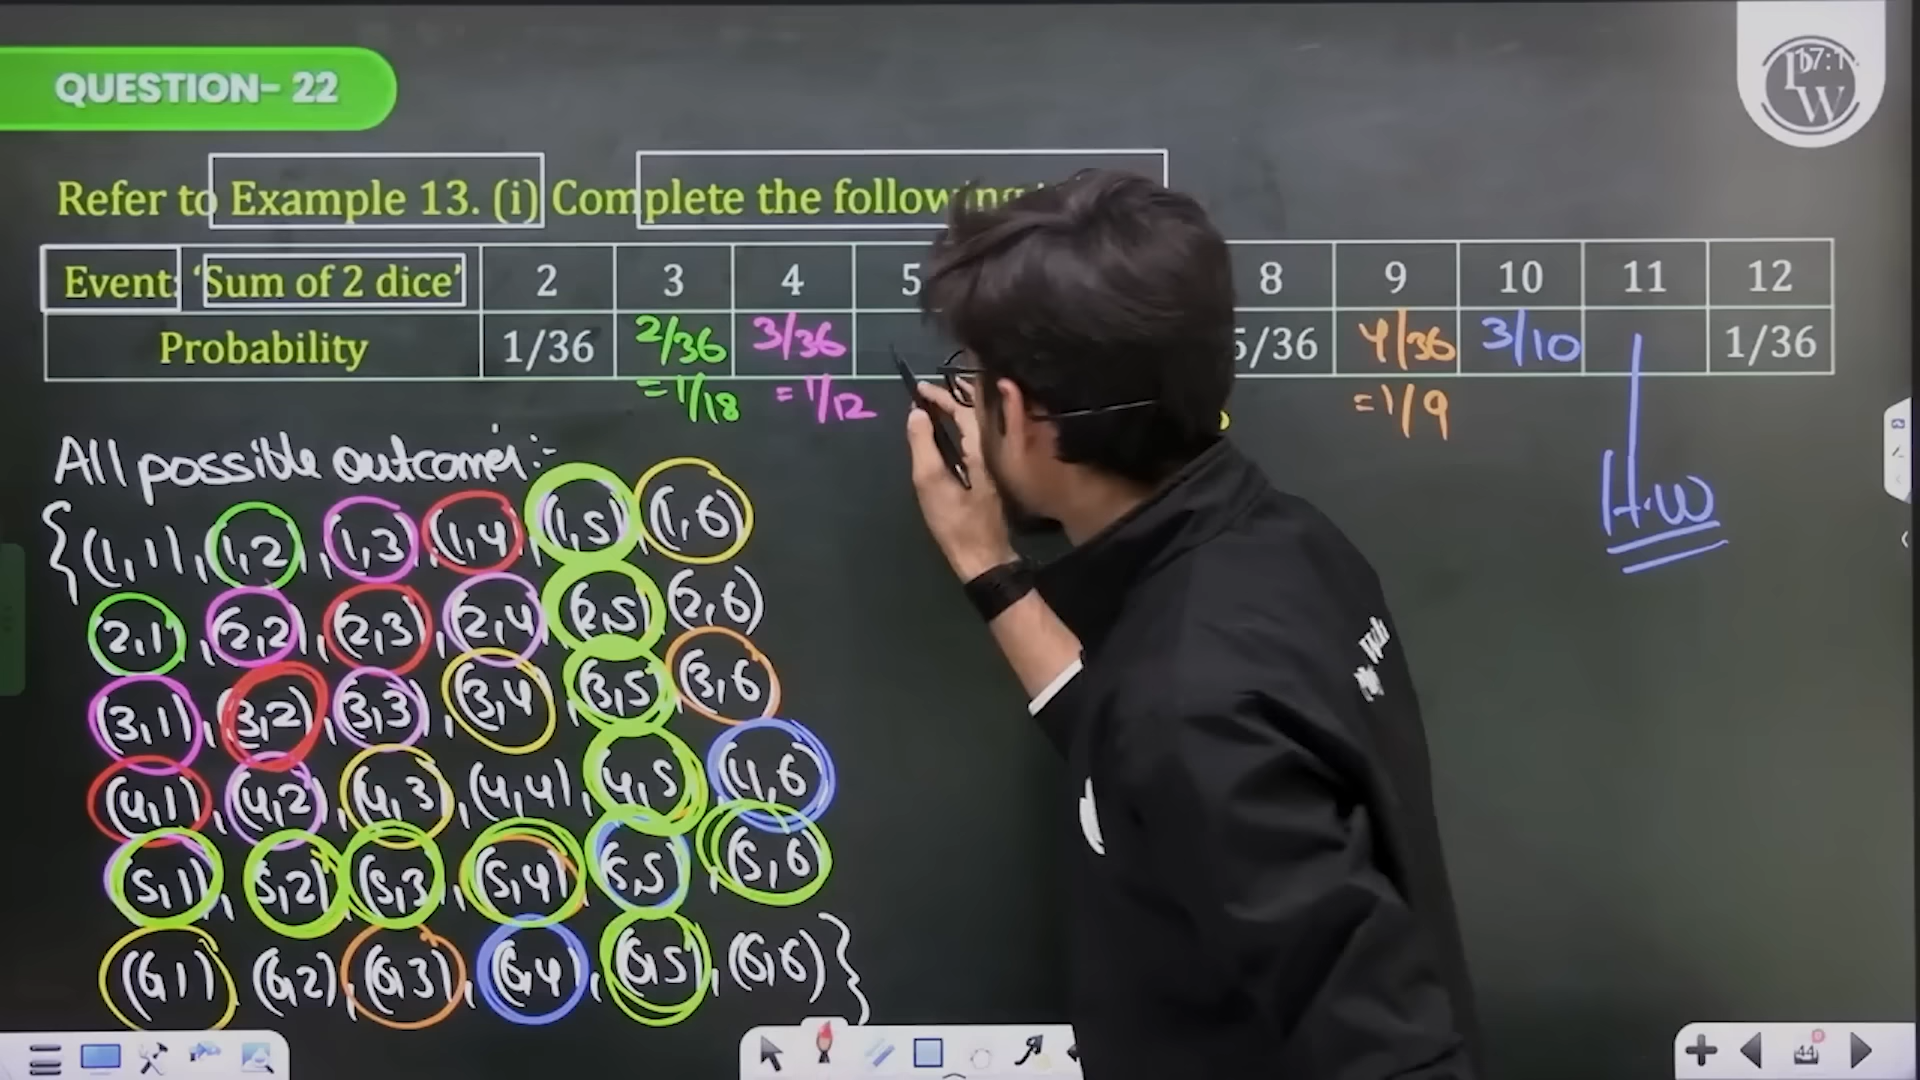 17:1
PW
QUESTION- 22
Refer to Example 13. (i) Complete the following
Event: 'Sum of 2 dice' 2 3 4 5 8 9 10 11 12
Probability 1/36 2/36 3/36 5/36 4/36 3/10 1/36
=1/18 =1/12 =1/9
H.W
All possible outcomes:-
{(1,1), (1,2), (1,3), (1,4), (1,5), (1,6)
(2,1), (2,2), (2,3), (2,4), (2,5), (2,6)
(3,1), (3,2), (3,3), (3,4), (3,5), (3,6)
(4,1), (4,2), (4,3), (4,4), (4,5), (4,6)
(5,1), (5,2), (5,3), (5,4), (5,5), (5,6)
(6,1), (6,2), (6,3), (6,4), (6,5), (6,6)}
44